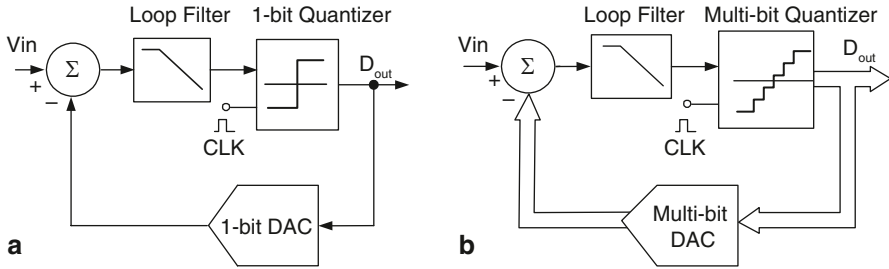 Loop Filter 1-bit Quantizer
Vin
Σ
+
−
D_out
CLK
1-bit DAC
a
Loop Filter Multi-bit Quantizer
Vin
Σ
+
−
D_out
CLK
Multi-bit
DAC
b